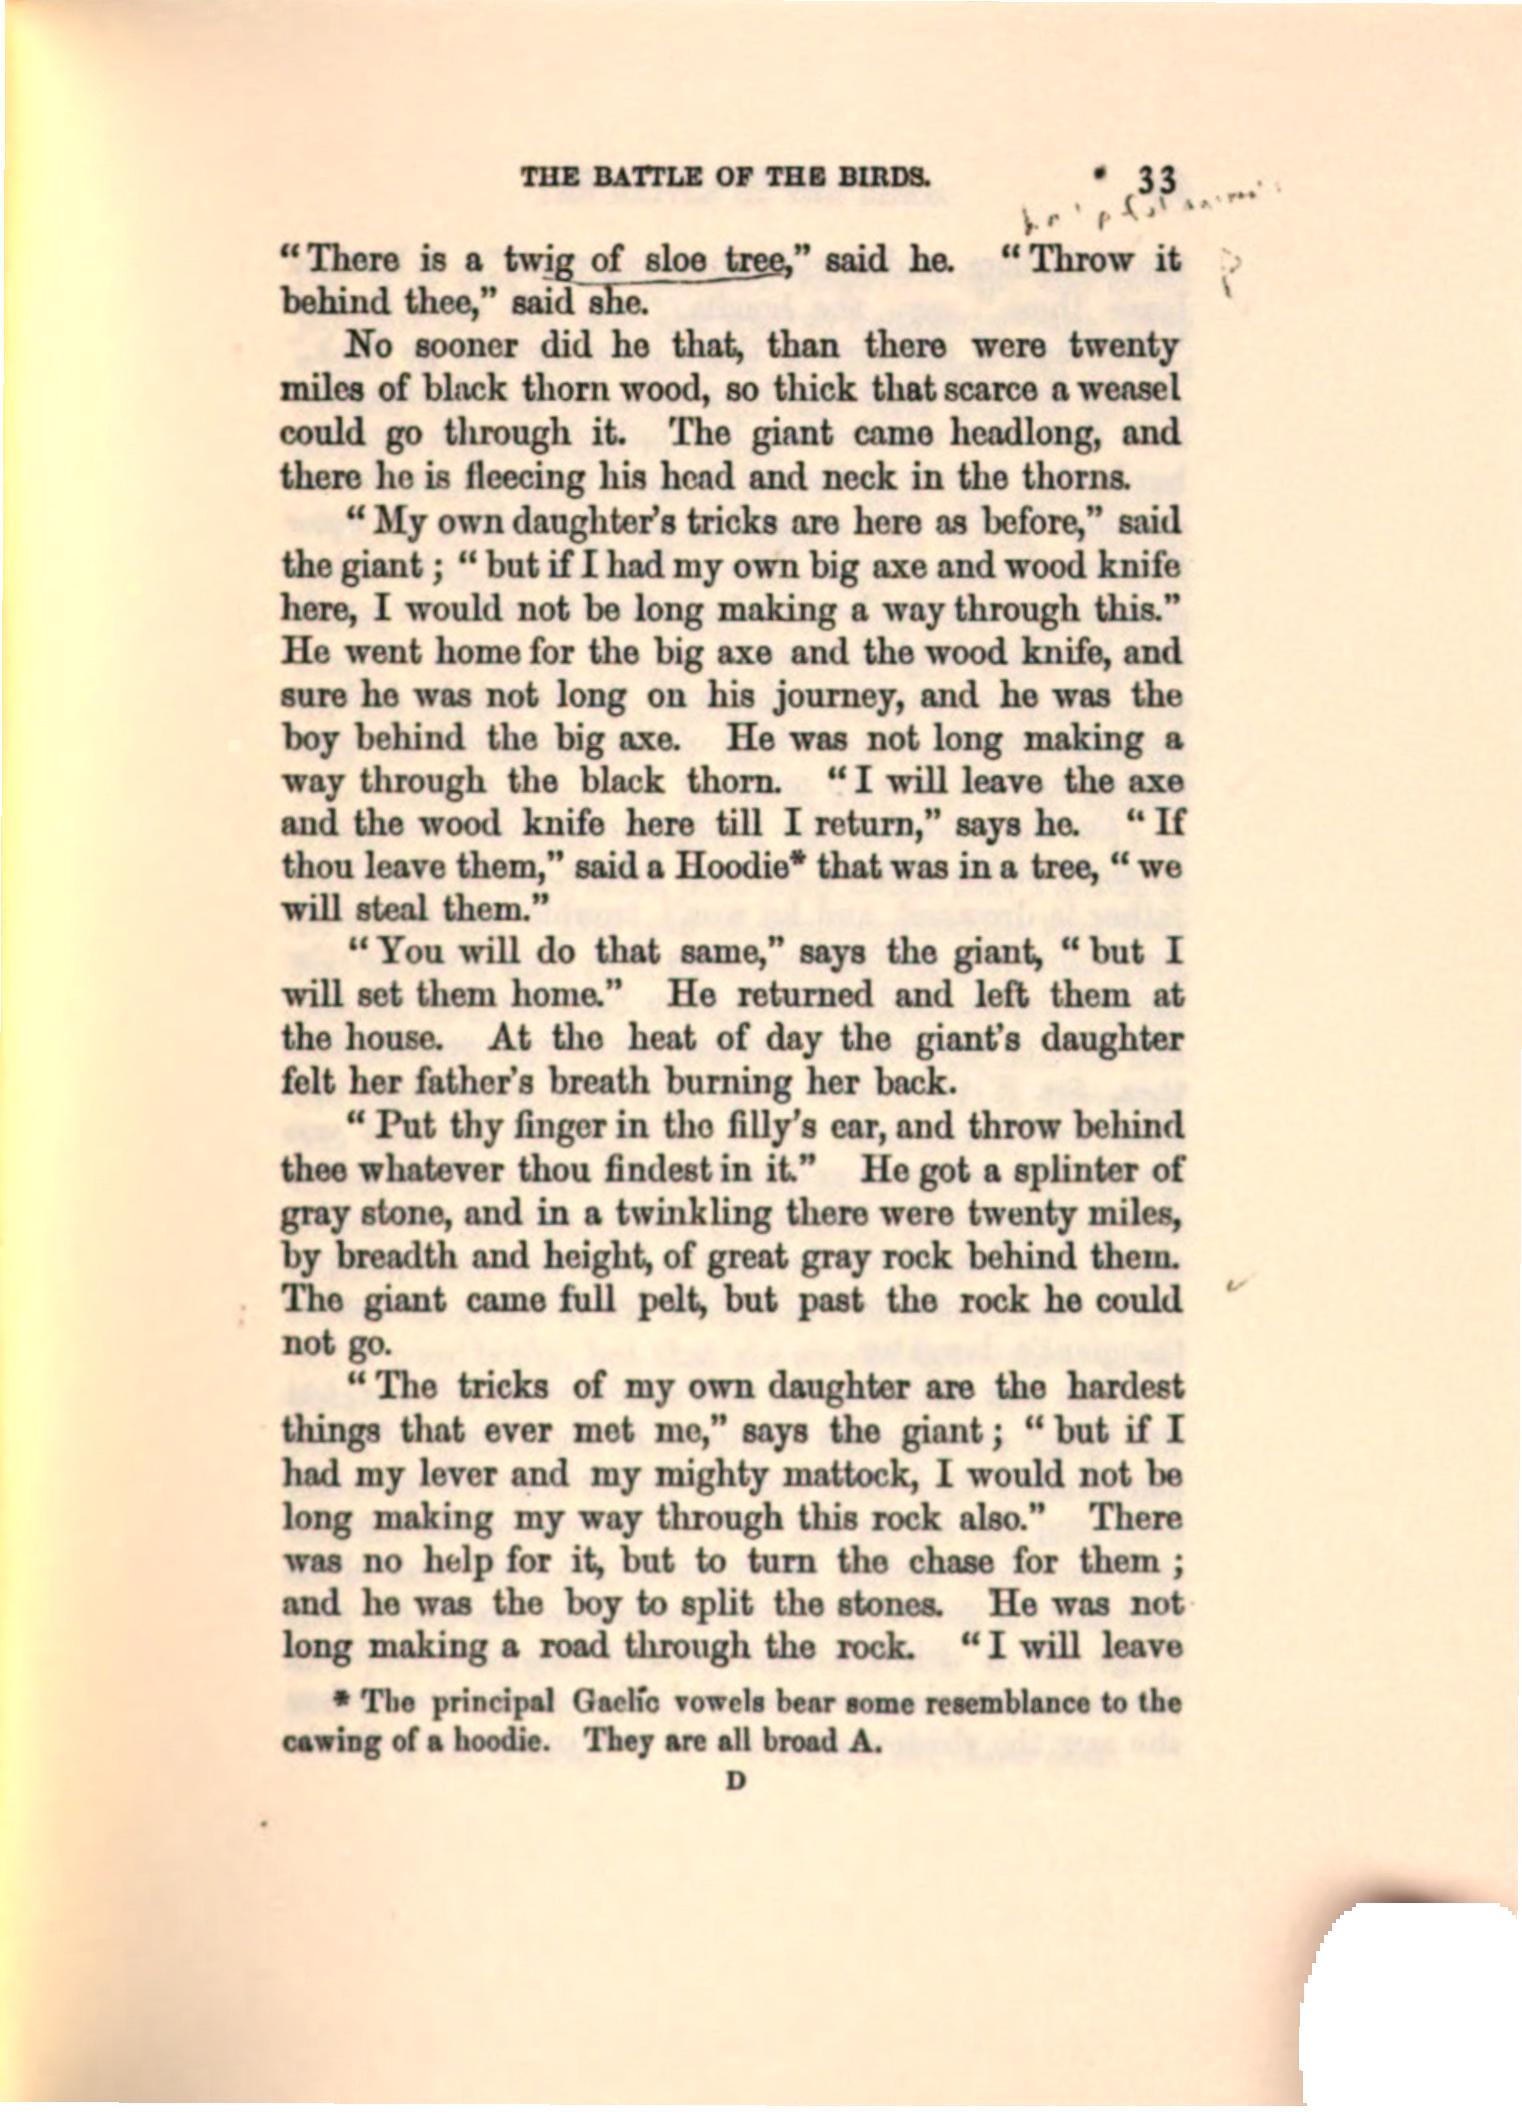 THE BATTLE OF THE BIRDS. 33
“There is a twig of sloe tree,” said he. “Throw it
behind thee,” said she.
No sooner did he that, than there were twenty
miles of black thorn wood, so thick that scarce a weasel
could go through it. The giant came headlong, and
there he is fleecing his head and neck in the thorns.
“My own daughter’s tricks are here as before,” said
the giant; “but if I had my own big axe and wood knife
here, I would not be long making a way through this.”
He went home for the big axe and the wood knife, and
sure he was not long on his journey, and he was the
boy behind the big axe. He was not long making a
way through the black thorn. “I will leave the axe
and the wood knife here till I return,” says he. “If
thou leave them,” said a Hoodie* that was in a tree, “we
will steal them.”
“You will do that same,” says the giant, “but I
will set them home.” He returned and left them at
the house. At the heat of day the giant’s daughter
felt her father’s breath burning her back.
“Put thy finger in the filly’s ear, and throw behind
thee whatever thou findest in it.” He got a splinter of
gray stone, and in a twinkling there were twenty miles,
by breadth and height, of great gray rock behind them.
The giant came full pelt, but past the rock he could
not go.
“The tricks of my own daughter are the hardest
things that ever met me,” says the giant; “but if I
had my lever and my mighty mattock, I would not be
long making my way through this rock also.” There
was no help for it, but to turn the chase for them;
and he was the boy to split the stones. He was not
long making a road through the rock. “I will leave
* The principal Gaelic vowels bear some resemblance to the
cawing of a hoodie. They are all broad A.
D